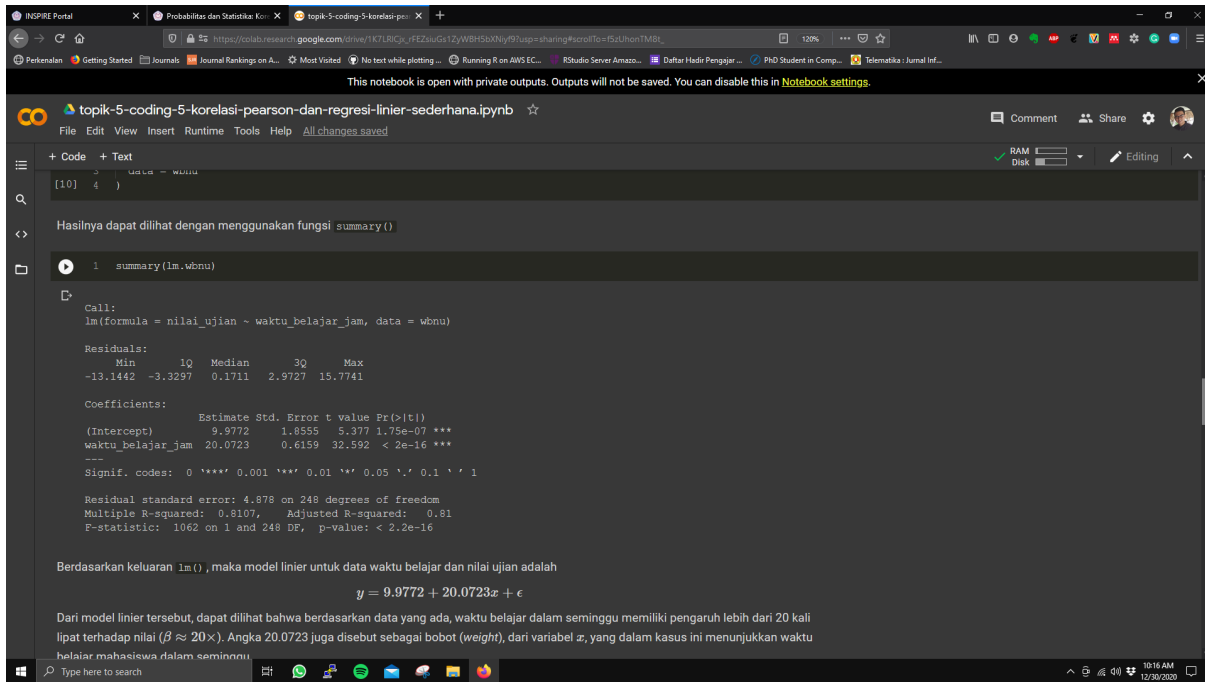 INSPIRE Portal
Probabilitas dan Statistika: Kor
topik-5-coding-5-korelasi-pear
https://colab.research.google.com/drive/
120%
Perkenalan Getting Started Journals Journal Rankings on A... Most Visited No text while plotting ... Running R on AWS EC... RStudio Server Amazo... Daftar Hadir Pengajar ... PhD Student in Comp... Telematika : Jurnal Inf...
This notebook is open with private outputs. Outputs will not be saved. You can disable this in Notebook settings.
topik-5-coding-5-korelasi-pearson-dan-regresi-linier-sederhana.ipynb
Comment Share
File Edit View Insert Runtime Tools Help All changes saved
+ Code + Text
RAM
Disk
Editing
3 data = wbnu
[10] 4 )
Hasilnya dapat dilihat dengan menggunakan fungsi summary()
1 summary(lm.wbnu)
Call:
lm(formula = nilai_ujian ~ waktu_belajar_jam, data = wbnu)
Residuals:
Min 1Q Median 3Q Max
-13.1442 -3.3297 0.1711 2.9727 15.7741
Coefficients:
Estimate Std. Error t value Pr(>|t|)
(Intercept) 9.9772 1.8555 5.377 1.75e-07 ***
waktu_belajar_jam 20.0723 0.6159 32.592 < 2e-16 ***
---
Signif. codes: 0 ‘***’ 0.001 ‘**’ 0.01 ‘*’ 0.05 ‘.’ 0.1 ‘ ’ 1
Residual standard error: 4.878 on 248 degrees of freedom
Multiple R-squared: 0.8107, Adjusted R-squared: 0.81
F-statistic: 1062 on 1 and 248 DF, p-value: < 2.2e-16
Berdasarkan keluaran lm(), maka model linier untuk data waktu belajar dan nilai ujian adalah
y = 9.9772 + 20.0723x + ϵ
Dari model linier tersebut, dapat dilihat bahwa berdasarkan data yang ada, waktu belajar dalam seminggu memiliki pengaruh lebih dari 20 kali
lipat terhadap nilai (β ≈ 20×). Angka 20.0723 juga disebut sebagai bobot (weight), dari variabel x, yang dalam kasus ini menunjukkan waktu
belajar mahasiswa dalam seminggu
Type here to search
10:16 AM
12/30/2020